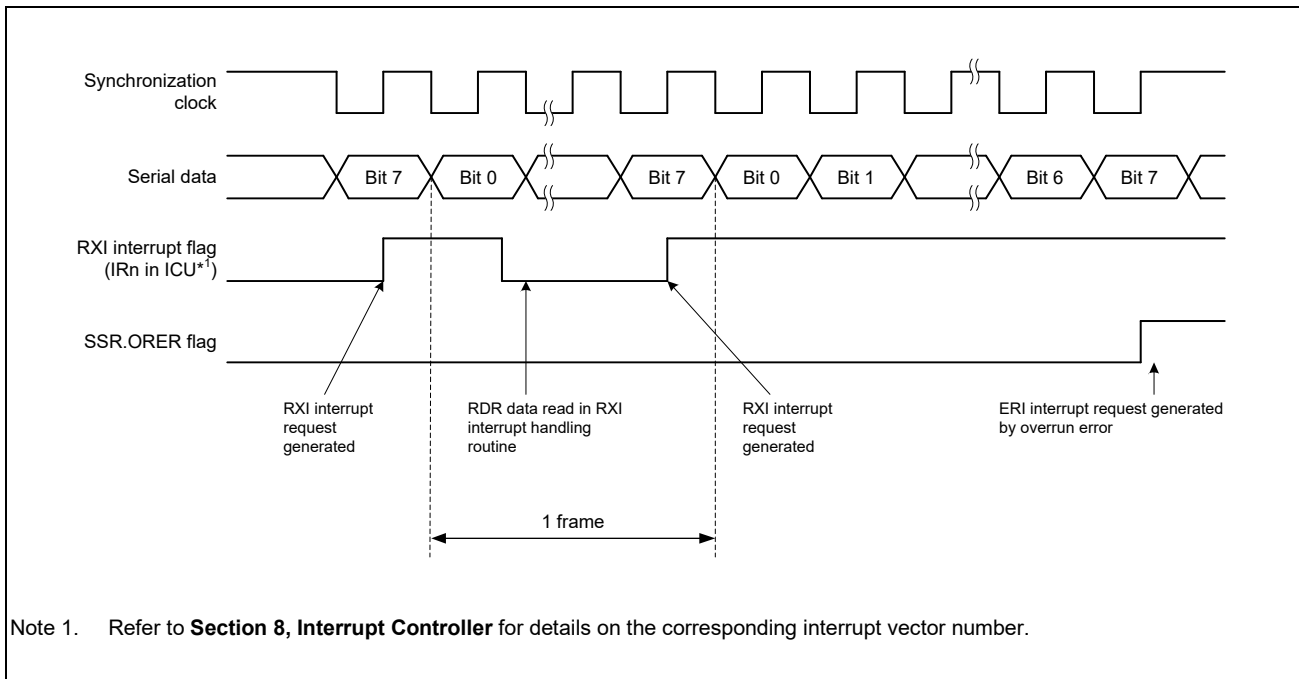 Synchronization
clock
Serial data
Bit 7
Bit 0
Bit 7
Bit 0
Bit 1
Bit 6
Bit 7
RXI interrupt flag
(IRn in ICU*1)
SSR.ORER flag
RXI interrupt
request
generated
RDR data read in RXI
interrupt handling
routine
RXI interrupt
request
generated
ERI interrupt request generated
by overrun error
1 frame
Note 1. Refer to Section 8, Interrupt Controller for details on the corresponding interrupt vector number.